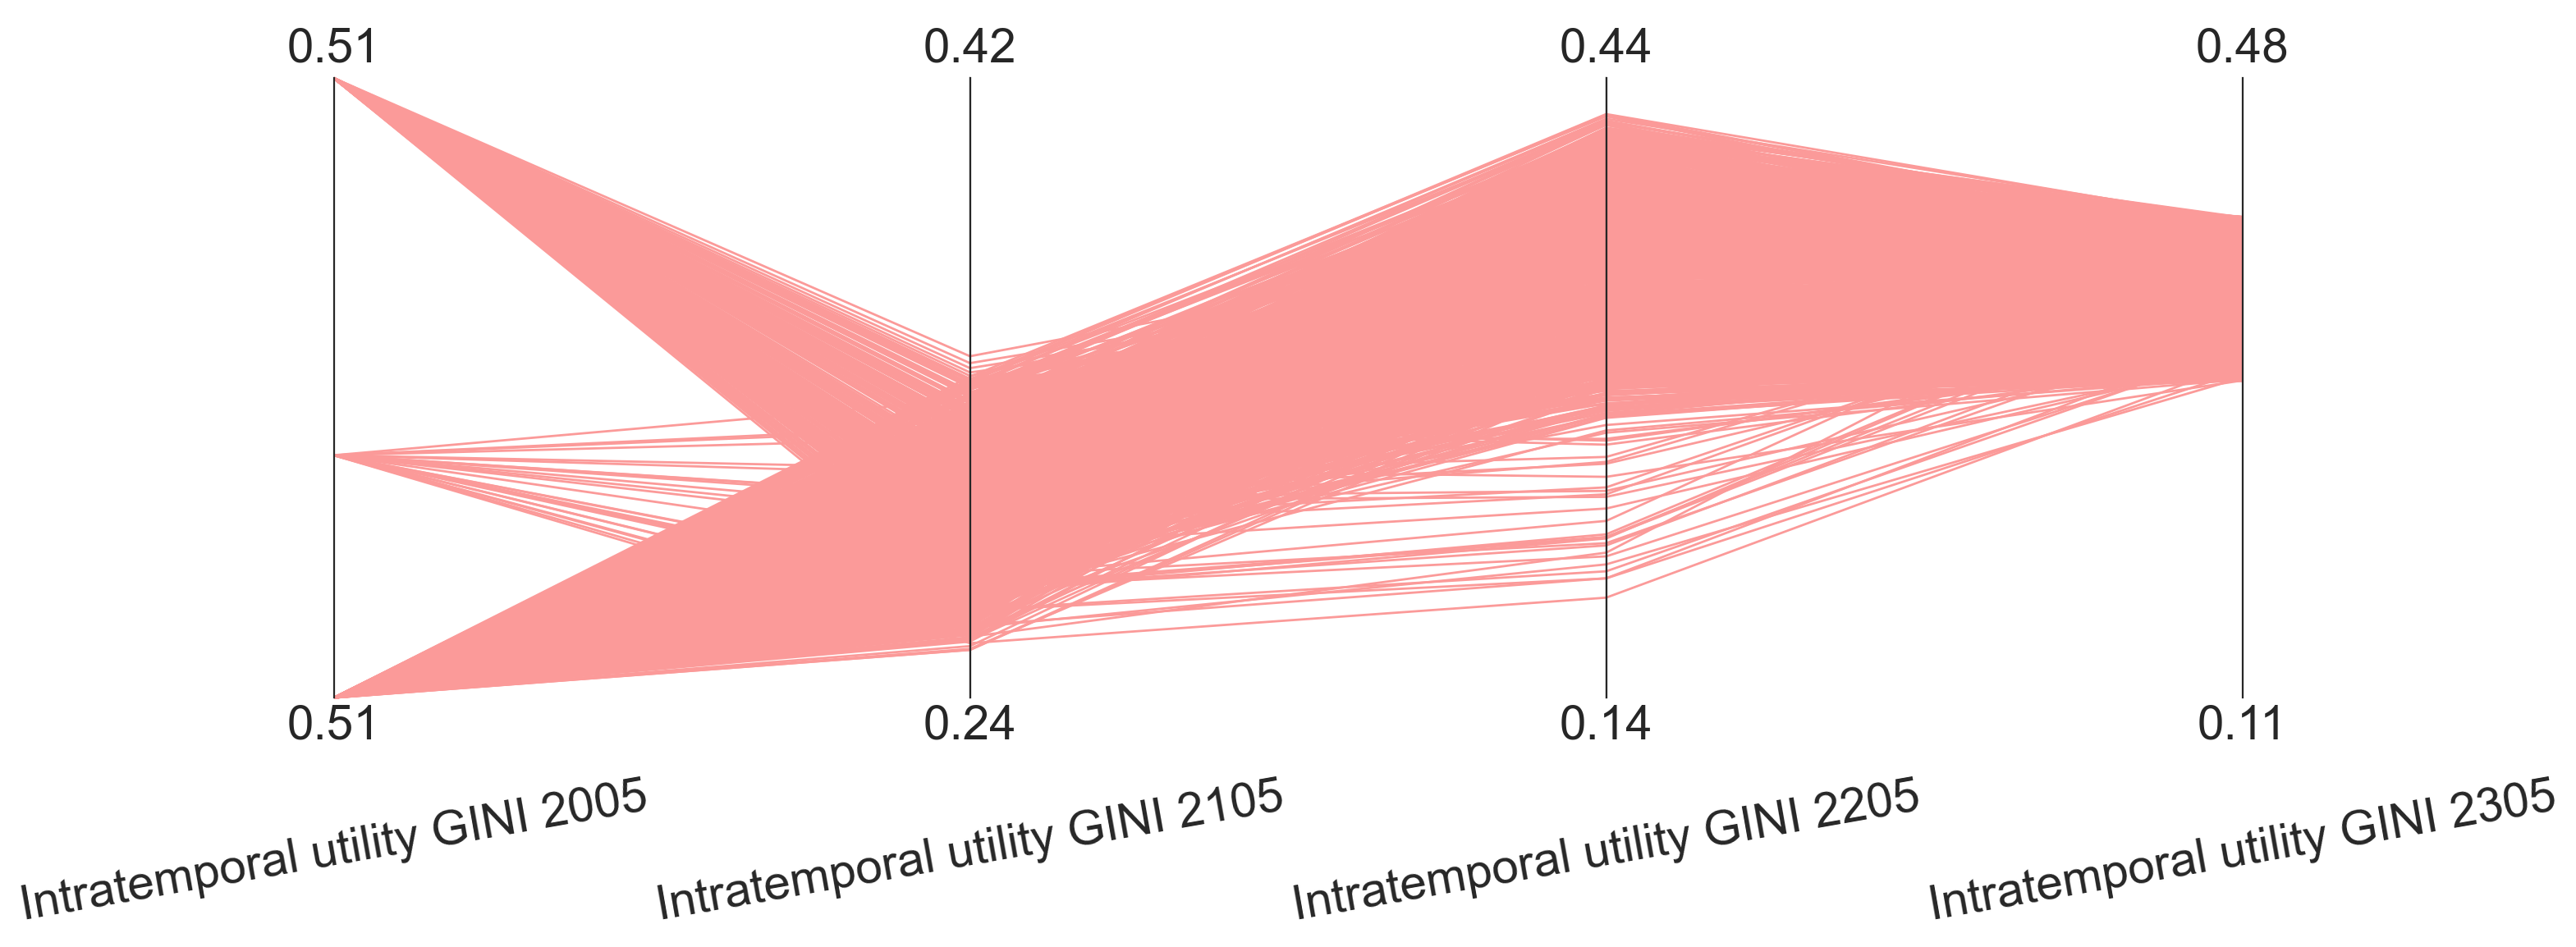 0.51
0.42
0.44
0.48
0.51
0.24
0.14
0.11
Intratemporal utility GINI 2005
Intratemporal utility GINI 2105
Intratemporal utility GINI 2205
Intratemporal utility GINI 2305